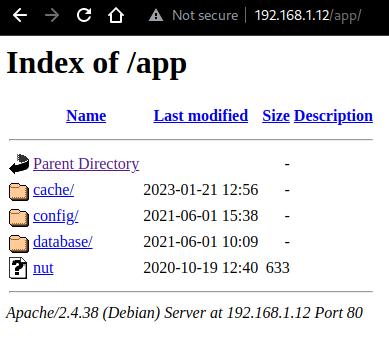 Not secure 192.168.1.12/app/
Index of /app
Name Last modified Size Description
Parent Directory -
cache/ 2023-01-21 12:56 -
config/ 2021-06-01 15:38 -
database/ 2021-06-01 10:09 -
nut 2020-10-19 12:40 633
Apache/2.4.38 (Debian) Server at 192.168.1.12 Port 80